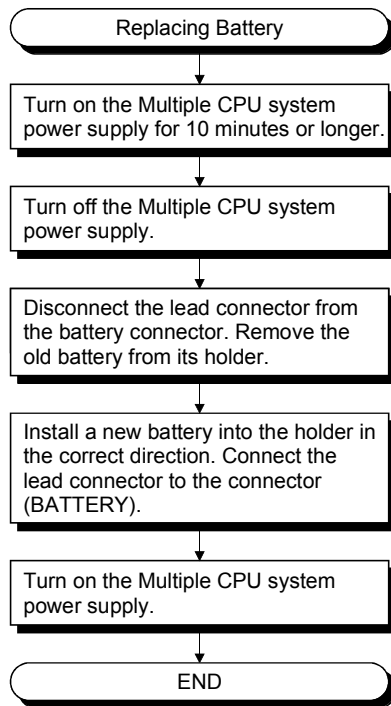 Replacing Battery
Turn on the Multiple CPU system
power supply for 10 minutes or longer.
Turn off the Multiple CPU system
power supply.
Disconnect the lead connector from
the battery connector. Remove the
old battery from its holder.
Install a new battery into the holder in
the correct direction. Connect the
lead connector to the connector
(BATTERY).
Turn on the Multiple CPU system
power supply.
END